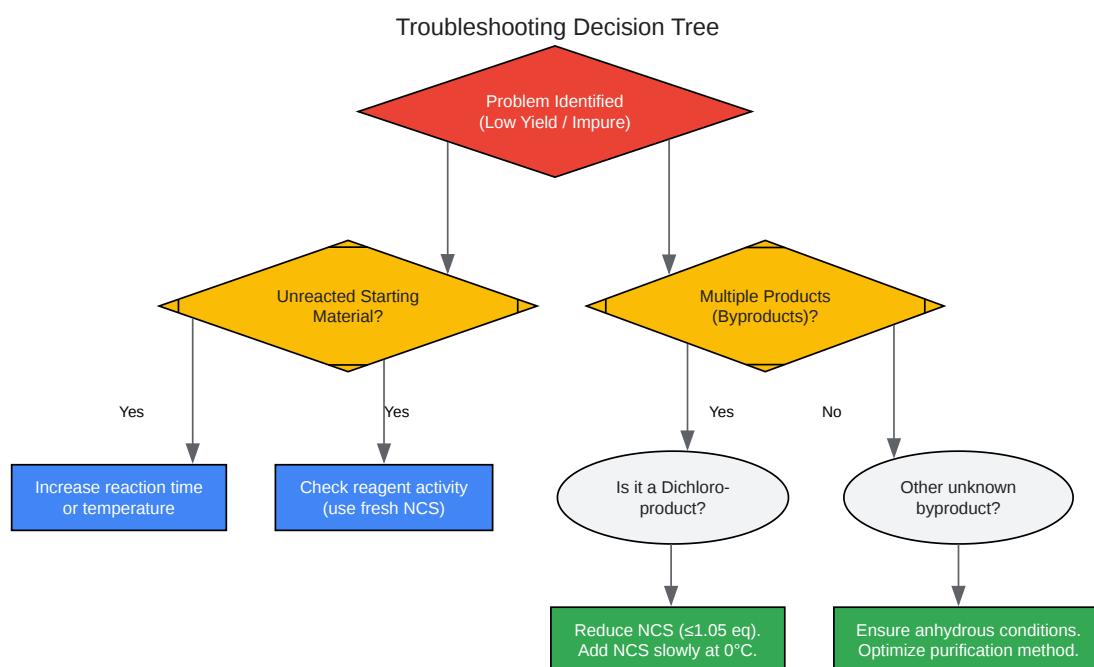 Troubleshooting Decision Tree
Problem Identified
(Low Yield / Impure)
Unreacted Starting
Material?
Multiple Products
(Byproducts)?
Yes
Yes
Yes
No
Increase reaction time
or temperature
Check reagent activity
(use fresh NCS)
Is it a Dichloro-
product?
Other unknown
byproduct?
Reduce NCS (≤1.05 eq).
Add NCS slowly at 0°C.
Ensure anhydrous conditions.
Optimize purification method.